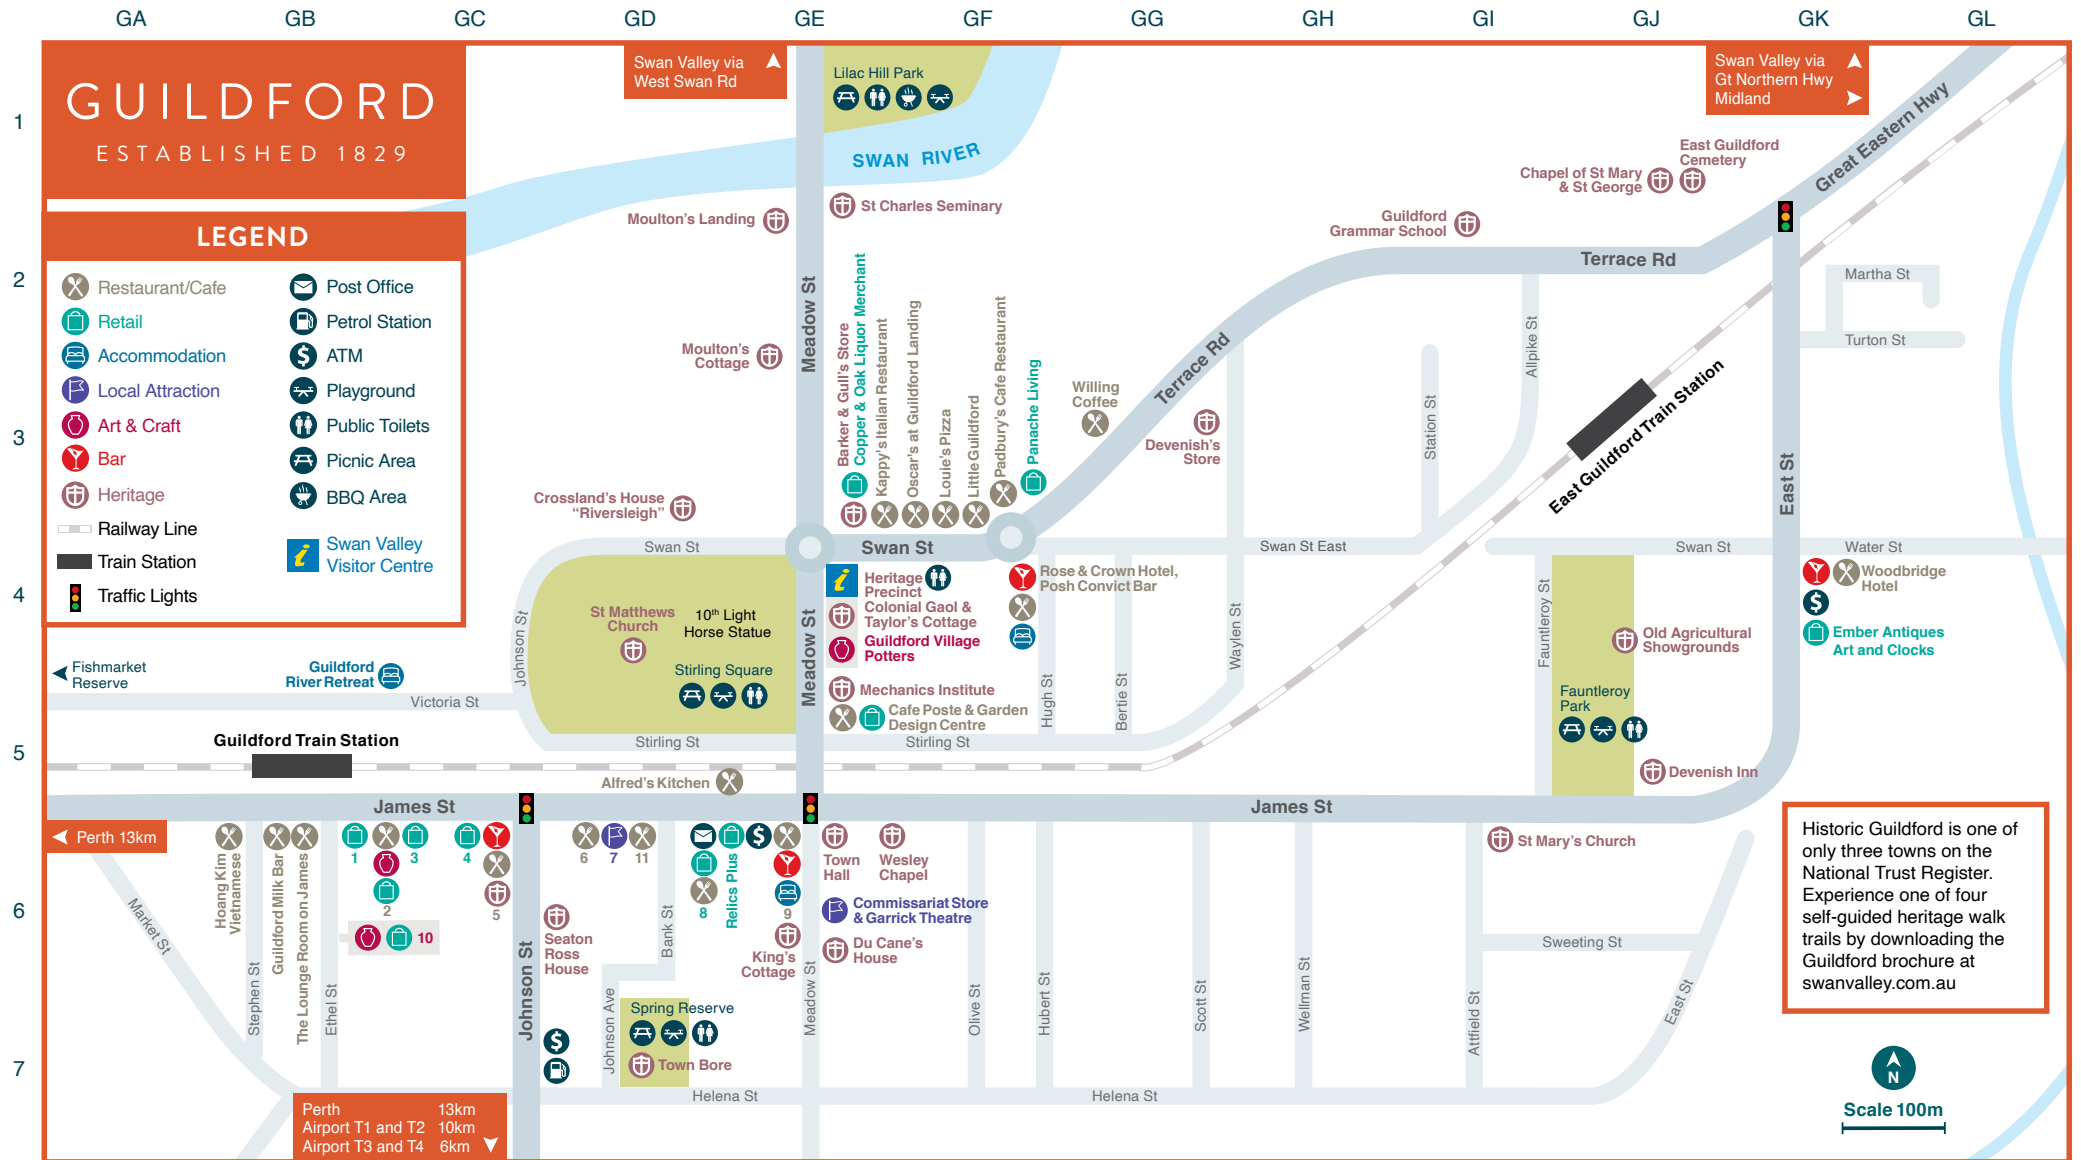 GA GB GC GD GE GF GG GH GI GJ GK GL
1
2
3
4
5
6
7
GUILDFORD
ESTABLISHED 1829
LEGEND
Restaurant/Cafe
Retail
Accommodation
Local Attraction
Art & Craft
Bar
Heritage
Railway Line
Train Station
Traffic Lights
Post Office
Petrol Station
ATM
Playground
Public Toilets
Picnic Area
BBQ Area
Swan Valley
Visitor Centre
Swan Valley via
West Swan Rd
Lilac Hill Park
SWAN RIVER
Swan Valley via
Gt Northern Hwy
Midland
Great Eastern Hwy
East Guildford
Cemetery
Chapel of St Mary
& St George
Guildford
Grammar School
Terrace Rd
Moulton's Landing
St Charles Seminary
Meadow St
Moulton's
Cottage
Barker & Gull's Store
Copper & Oak Liquor Merchant
Kappy's Italian Restaurant
Oscar's at Guildford Landing
Louie's Pizza
Little Guildford
Padbury's Cafe Restaurant
Panache Living
Willing
Coffee
Terrace Rd
Devenish's
Store
Station St
Allpike St
East Guildford Train Station
East St
Martha St
Turton St
Crossland's House
"Riversleigh"
Swan St
Swan St
Swan St East
Swan St
Water St
Johnson St
St Matthews
Church
10th Light
Horse Statue
Stirling Square
Meadow St
Heritage
Precinct
Colonial Gaol &
Taylor's Cottage
Guildford Village
Potters
Mechanics Institute
Cafe Poste & Garden
Design Centre
Rose & Crown Hotel,
Posh Convict Bar
Hugh St
Bertie St
Waylen St
Fauntleroy St
Old Agricultural
Showgrounds
Fauntleroy
Park
Devenish Inn
Woodbridge
Hotel
Ember Antiques
Art and Clocks
Fishmarket
Reserve
Guildford
River Retreat
Victoria St
Stirling St
Stirling St
Guildford Train Station
Alfred's Kitchen
James St
James St
Perth 13km
Market St
Hoang Kim
Vietnamese
Stephen St
Guildford Milk Bar
The Lounge Room on James
Ethel St
1
2
3
4
5
10
Johnson St
6
7
11
Seaton
Ross
House
Bank St
Johnson Ave
8
Relics Plus
9
King's
Cottage
Spring Reserve
Town Bore
Meadow St
Town
Hall
Wesley
Chapel
Commissariat Store
& Garrick Theatre
Du Cane's
House
Olive St
Hubert St
Scott St
Wellman St
Attfield St
St Mary's Church
Sweeting St
East St
Helena St
Helena St
Perth 13km
Airport T1 and T2 10km
Airport T3 and T4 6km
Historic Guildford is one of
only three towns on the
National Trust Register.
Experience one of four
self-guided heritage walk
trails by downloading the
Guildford brochure at
swanvalley.com.au
N
Scale 100m